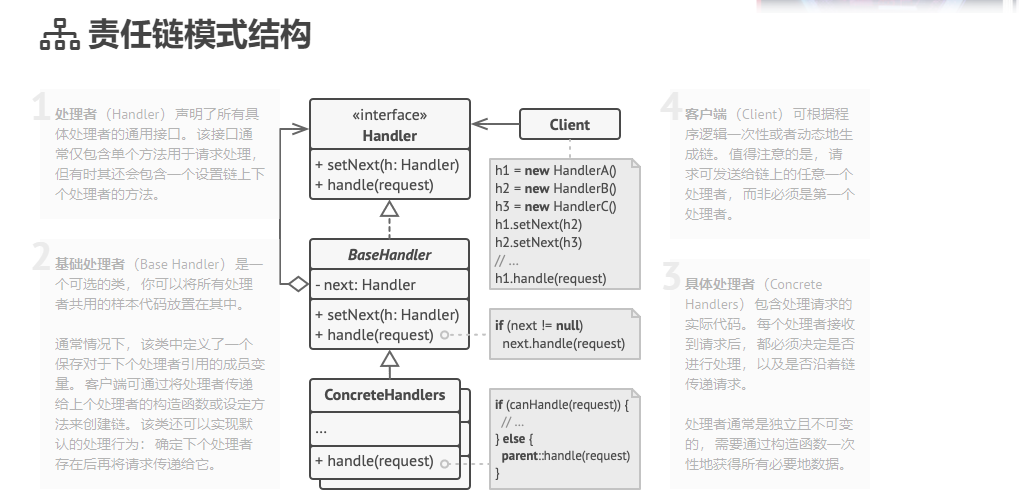 责任链模式结构
1
处理者（Handler） 声明了所有具
体处理者的通用接口。 该接口通
常仅包含单个方法用于请求处理，
但有时其还会包含一个设置链上下
个处理者的方法。
2
基础处理者（Base Handler） 是一
个可选的类， 你可以将所有处理
者共用的样本代码放置在其中。
通常情况下， 该类中定义了一个
保存对于下个处理者引用的成员变
量。 客户端可通过将处理者传递
给上个处理者的构造函数或设定方
法来创建链。 该类还可以实现默
认的处理行为： 确定下个处理者
存在后再将请求传递给它。
«interface»
Handler
+ setNext(h: Handler)
+ handle(request)
BaseHandler
- next: Handler
+ setNext(h: Handler)
+ handle(request)
ConcreteHandlers
...
+ handle(request)
Client
h1 = new HandlerA()
h2 = new HandlerB()
h3 = new HandlerC()
h1.setNext(h2)
h2.setNext(h3)
// ...
h1.handle(request)
if (next != null)
next.handle(request)
if (canHandle(request)) {
// ...
} else {
parent::handle(request)
}
4
客户端（Client） 可根据程
序逻辑一次性或者动态地生
成链。 值得注意的是， 请
求可发送给链上的任意一个
处理者， 而非必须是第一个
处理者。
3
具体处理者（Concrete
Handlers） 包含处理请求的
实际代码。 每个处理者接收
到请求后， 都必须决定是否
进行处理， 以及是否沿着链
传递请求。
处理者通常是独立且不可变
的， 需要通过构造函数一次
性地获得所有必要地数据。